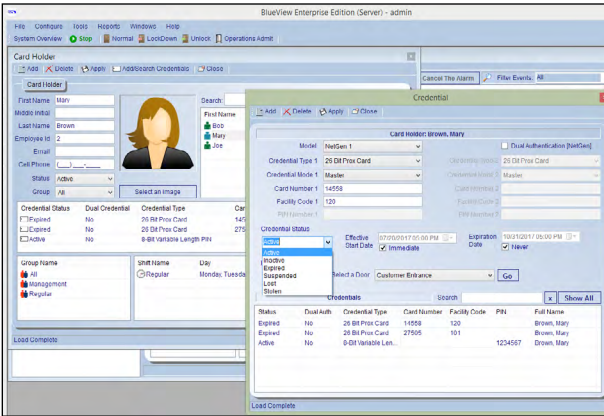 BlueView Enterprise Edition (Server) - admin
File Configure Tools Reports Windows Help
System Overview Stop Normal LockDown Unlock Operations Admit
Card Holder
Add Delete Apply Add/Search Credentials Close
Card Holder
First Name Mary
Middle Initial
Last Name Brown
Employee Id 2
Email
Cell Phone (___)___-____
Status Active
Group All
Select an Image
Search:
First Name
Bob
Mary
Joe
Credential Status Dual Credential Credential Type Car
Expired No 26 Bit Prox Card 145
Expired No 26 Bit Prox Card 275
Active No 8-Bit Variable Length PIN
Group Name
All
Management
Regular
Shift Name Day
Regular Monday, Tuesda
Load Complete
Cancel The Alarm Filter Events: All
Credential
Add Delete Apply Close
Card Holder: Brown, Mary
Model NetGen 1 Dual Authentication [NetGen]
Credential Type 1 26 Bit Prox Card Credential Type 2 26 Bit Prox Card
Credential Mode 1 Master Credential Mode 2 Master
Card Number 1 14558 Card Number 2
Facility Code 1 120 Facility Code 2
PIN Number 1 PIN Number 2
Credential Status
Active
Active
Inactive
Expired
Suspended
Lost
Stolen
Effective Start Date 07/20/2017 05:00 PM Immediate
Expiration Date 10/31/2017 05:00 PM Never
Select a Door Customer Entrance Go
Credentials Search x Show All
Status Dual Auth. Credential Type Card Number Facility Code PIN Full Name
Expired No 26 Bit Prox Card 14558 120 Brown, Mary
Expired No 26 Bit Prox Card 27505 101 Brown, Mary
Active No 8-Bit Variable Len... 1234567 Brown, Mary
Load Complete